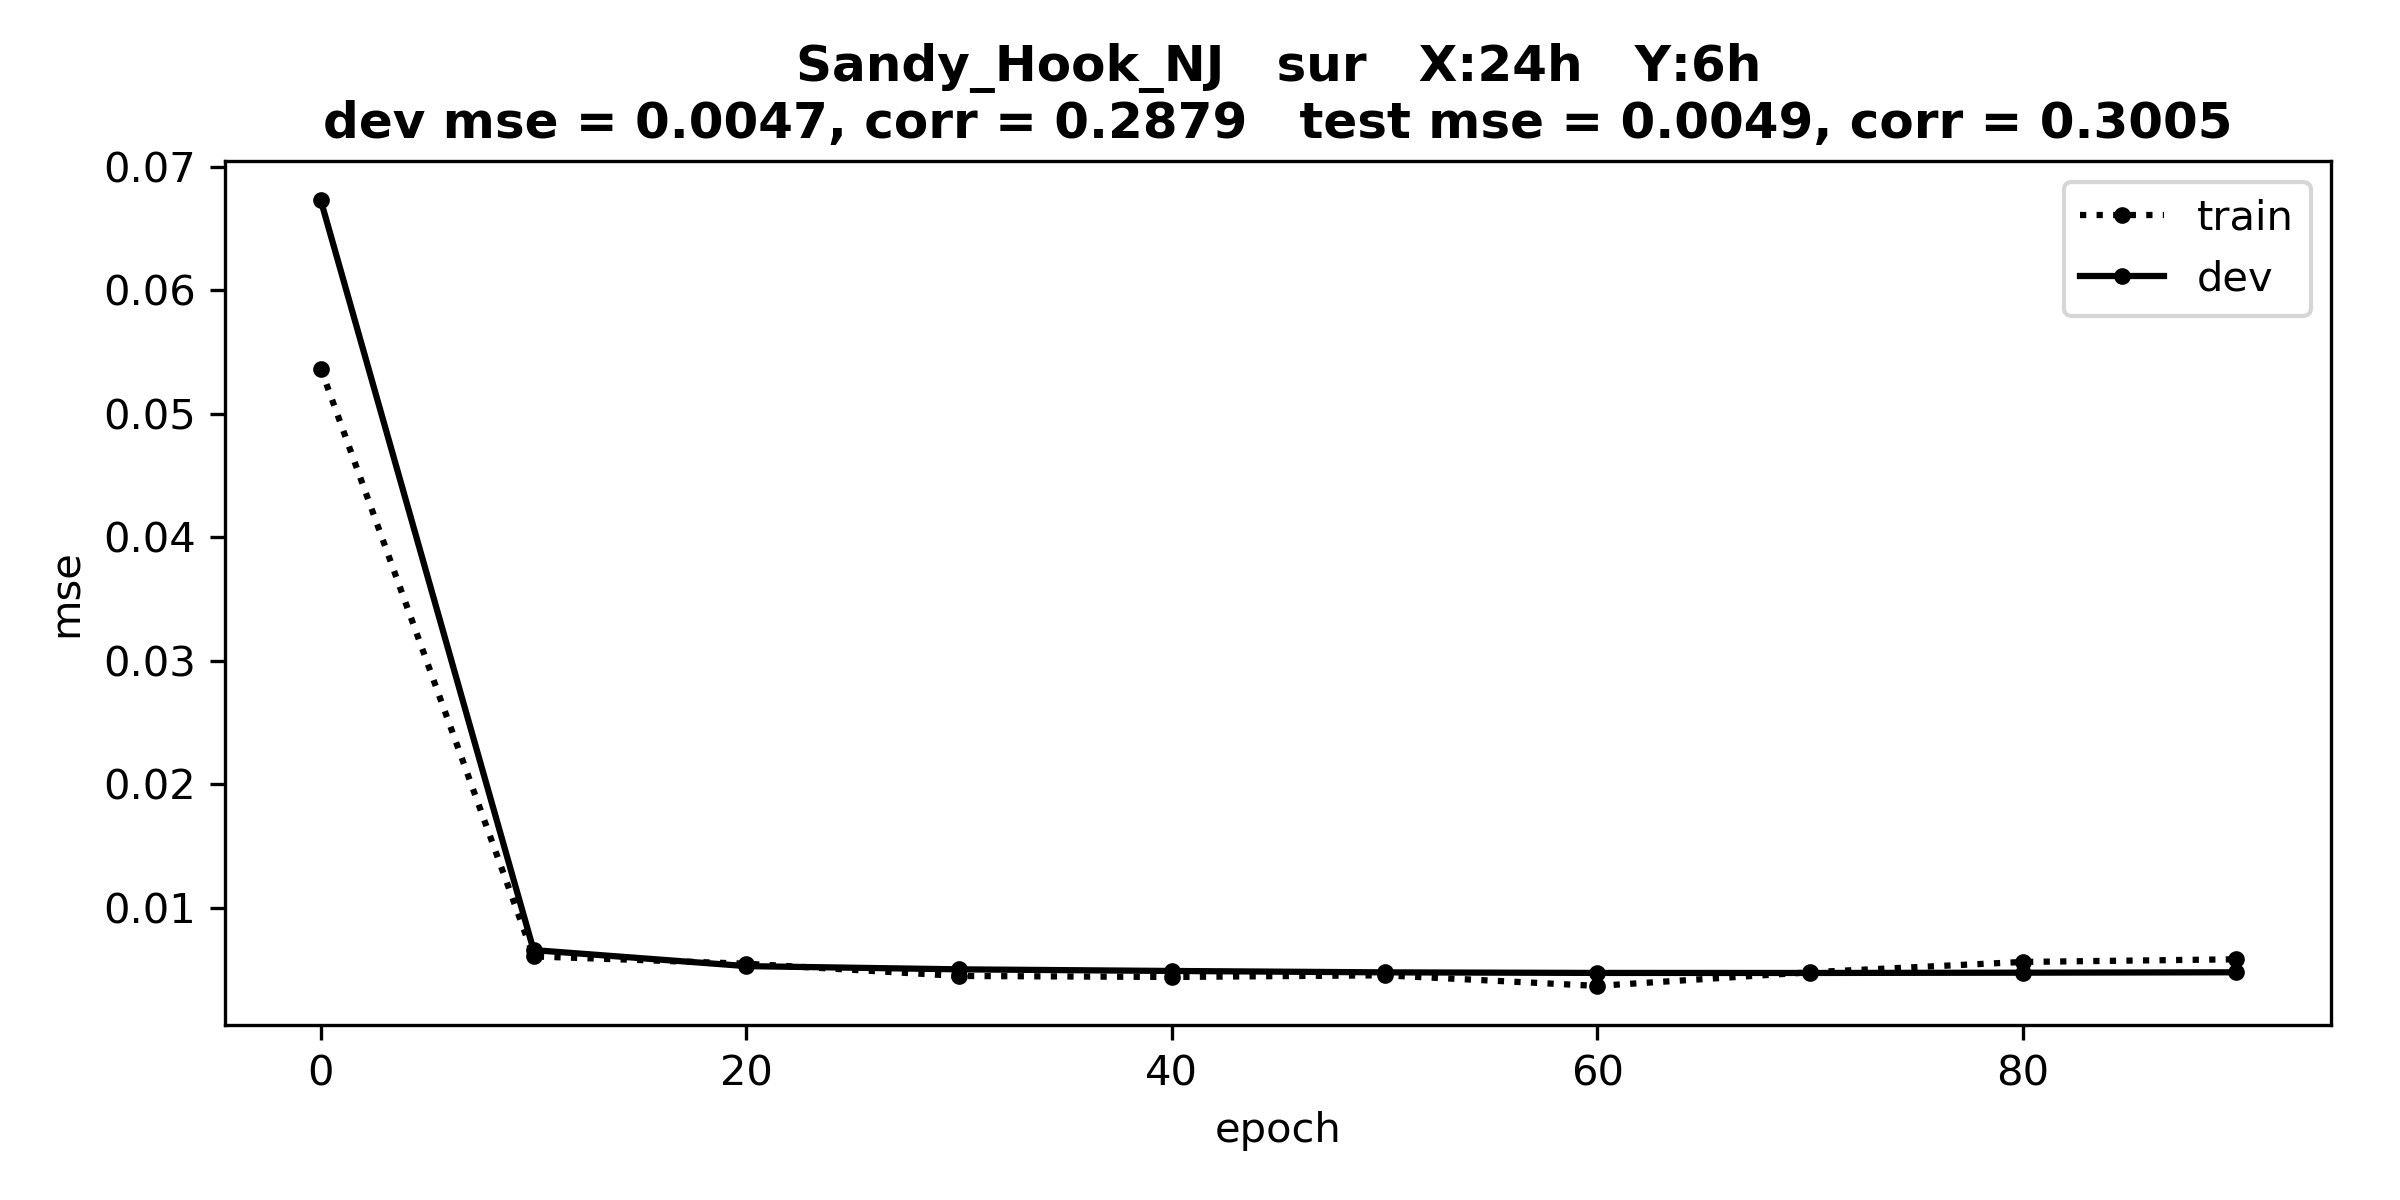 Sandy_Hook_NJ   sur   X:24h   Y:6h
dev mse = 0.0047, corr = 0.2879   test mse = 0.0049, corr = 0.3005
0.07
0.06
0.05
0.04
0.03
0.02
0.01
mse
train
dev
0 20 40 60 80
epoch